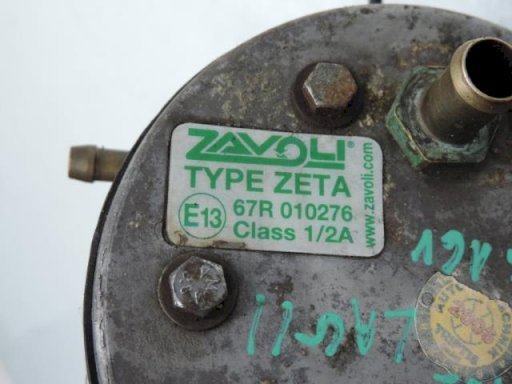 ZAVOLI®
TYPE ZETA
E13 67R 010276
Class 1/2A
www.zavoli.com